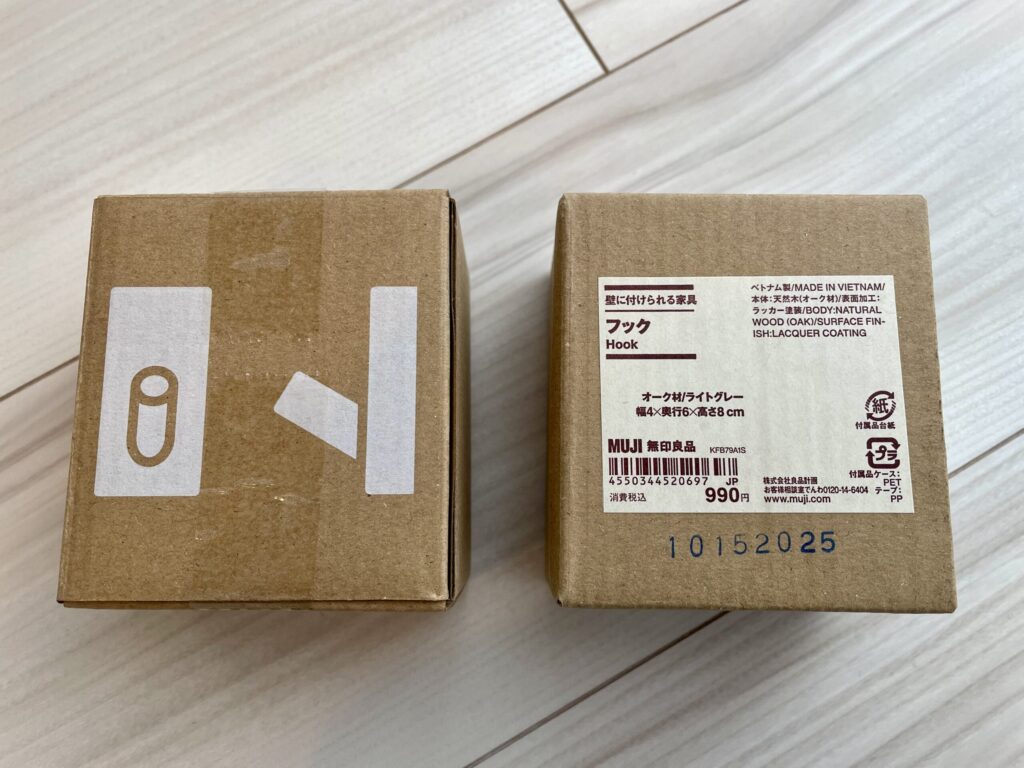 壁に付けられる家具
フック
Hook
ベトナム製/MADE IN VIETNAM/
本体:天然木(オーク材)/表面加工:
ラッカー塗装/BODY:NATURAL
WOOD (OAK)/SURFACE FIN-
ISH:LACQUER COATING
オーク材/ライトグレー
幅4×奥行6×高さ8cm
MUJI 無印良品 KFB79A1S
4550344520697 JP
消費税込 990円
紙
付属品台紙
プラ
付属品ケース:
PET
テープ:
PP
株式会社良品計画
お客様相談室でんわ0120-14-6404
www.muji.com
10152025